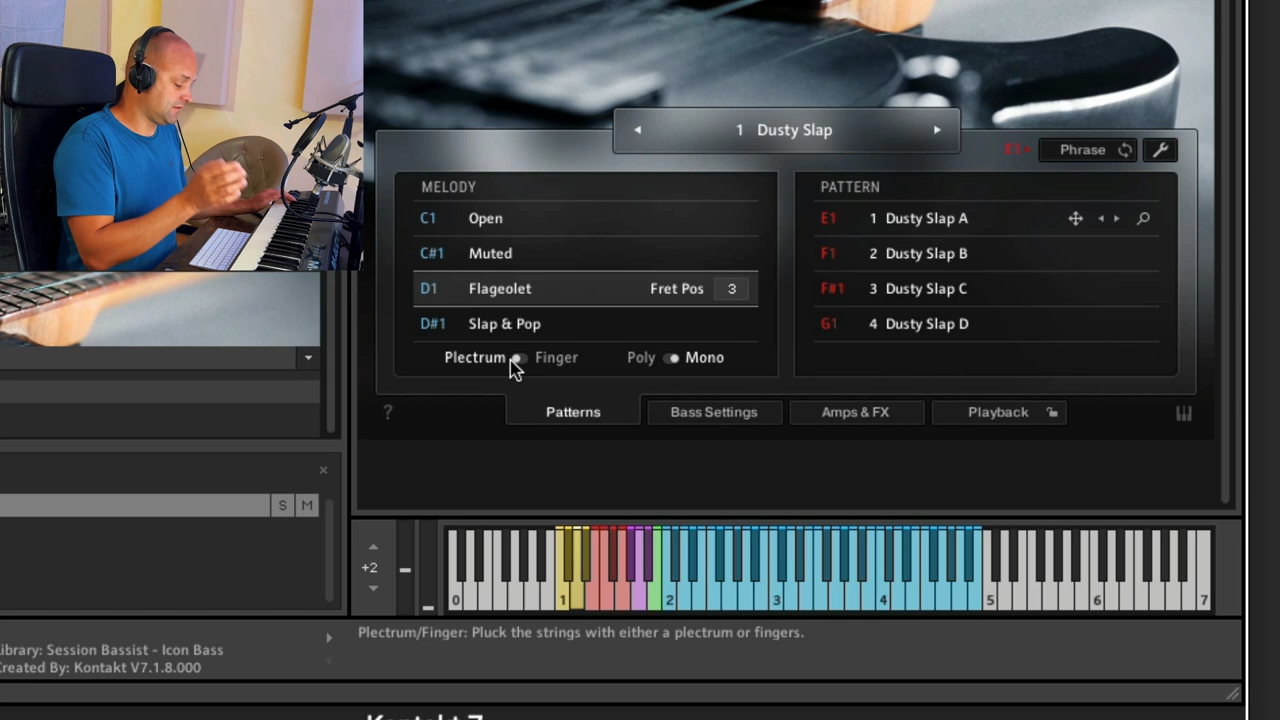 1 Dusty Slap
Phrase
MELODY
C1 Open
C#1 Muted
D1 Flageolet Fret Pos 3
D#1 Slap & Pop
Plectrum Finger Poly Mono
PATTERN
E1 1 Dusty Slap A
F1 2 Dusty Slap B
F#1 3 Dusty Slap C
G1 4 Dusty Slap D
? Patterns Bass Settings Amps & FX Playback
× S M
+2
0 1 2 3 4 5 6 7
Plectrum/Finger: Pluck the strings with either a plectrum or fingers.
Library: Session Bassist - Icon Bass
Created By: Kontakt V7.1.8.000
Kontakt 7